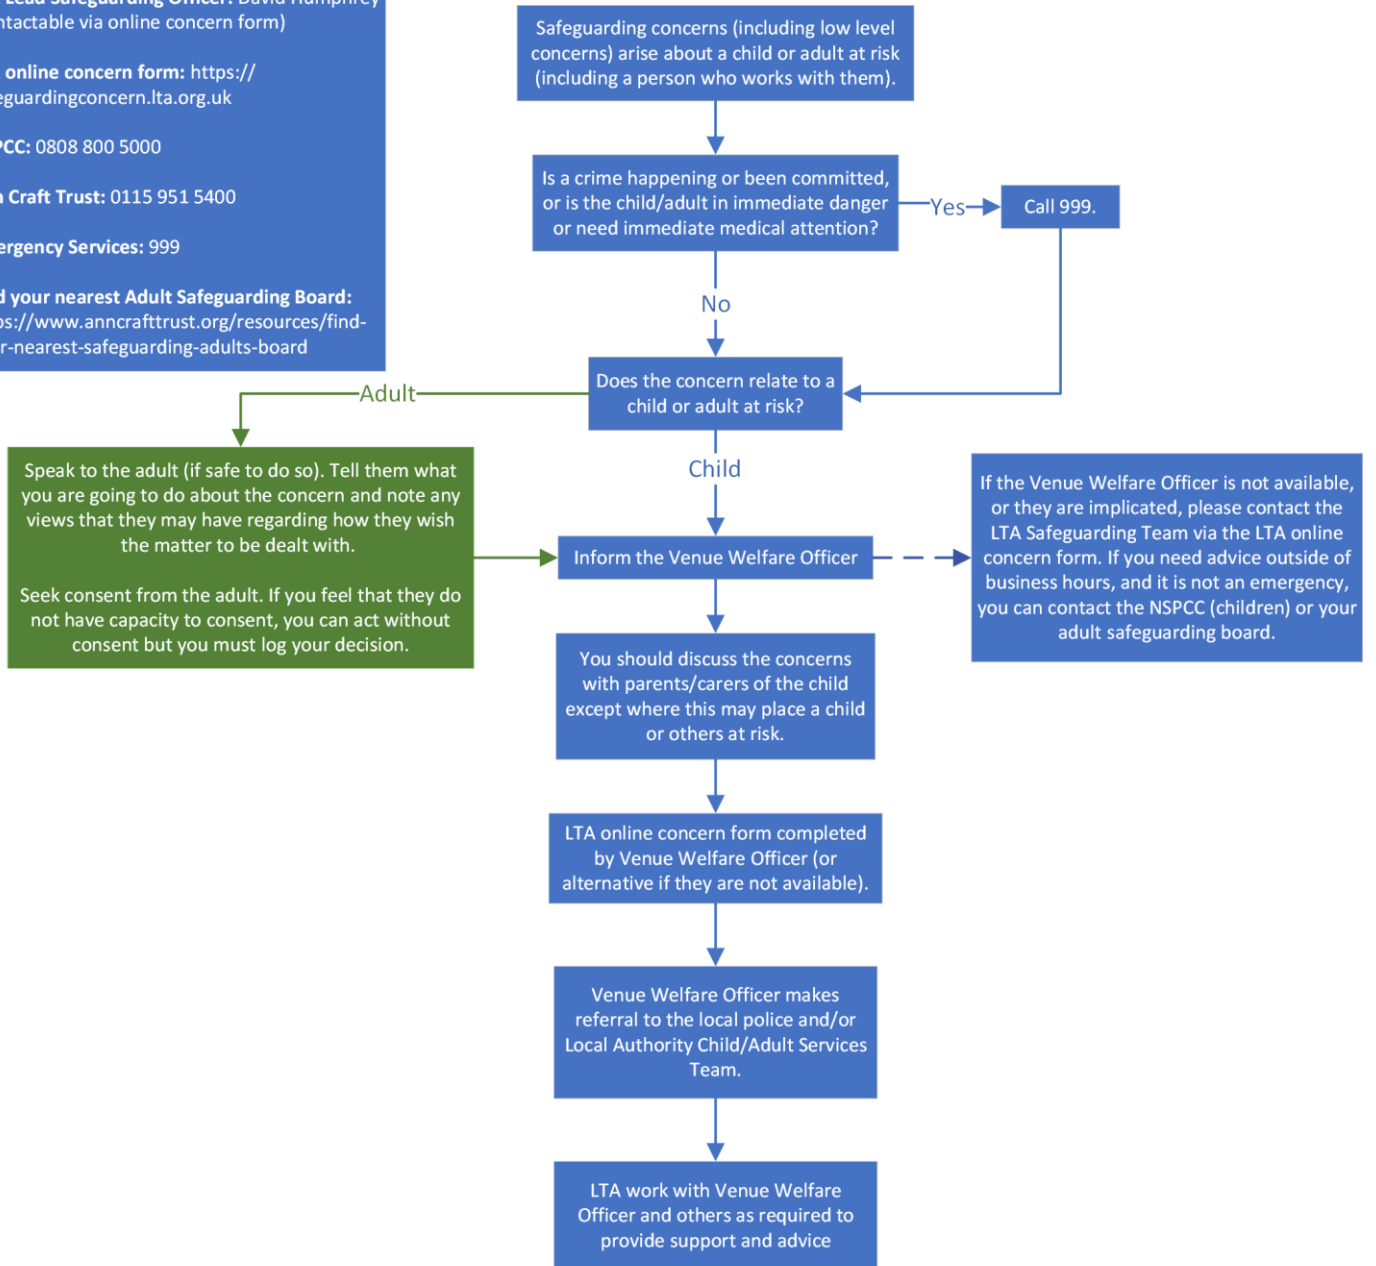 Lead Safeguarding Officer: David Humphrey
ntactable via online concern form)
online concern form: https://
eguardingconcern.lta.org.uk
PCC: 0808 800 5000
n Craft Trust: 0115 951 5400
ergency Services: 999
d your nearest Adult Safeguarding Board:
ps://www.anncrafttrust.org/resources/find-
r-nearest-safeguarding-adults-board
Safeguarding concerns (including low level
concerns) arise about a child or adult at risk
(including a person who works with them).
Is a crime happening or been committed,
or is the child/adult in immediate danger
or need immediate medical attention?
Yes
Call 999.
No
Does the concern relate to a
child or adult at risk?
Adult
Child
Speak to the adult (if safe to do so). Tell them what
you are going to do about the concern and note any
views that they may have regarding how they wish
the matter to be dealt with.
Seek consent from the adult. If you feel that they do
not have capacity to consent, you can act without
consent but you must log your decision.
Inform the Venue Welfare Officer
If the Venue Welfare Officer is not available,
or they are implicated, please contact the
LTA Safeguarding Team via the LTA online
concern form. If you need advice outside of
business hours, and it is not an emergency,
you can contact the NSPCC (children) or your
adult safeguarding board.
You should discuss the concerns
with parents/carers of the child
except where this may place a child
or others at risk.
LTA online concern form completed
by Venue Welfare Officer (or
alternative if they are not available).
Venue Welfare Officer makes
referral to the local police and/or
Local Authority Child/Adult Services
Team.
LTA work with Venue Welfare
Officer and others as required to
provide support and advice